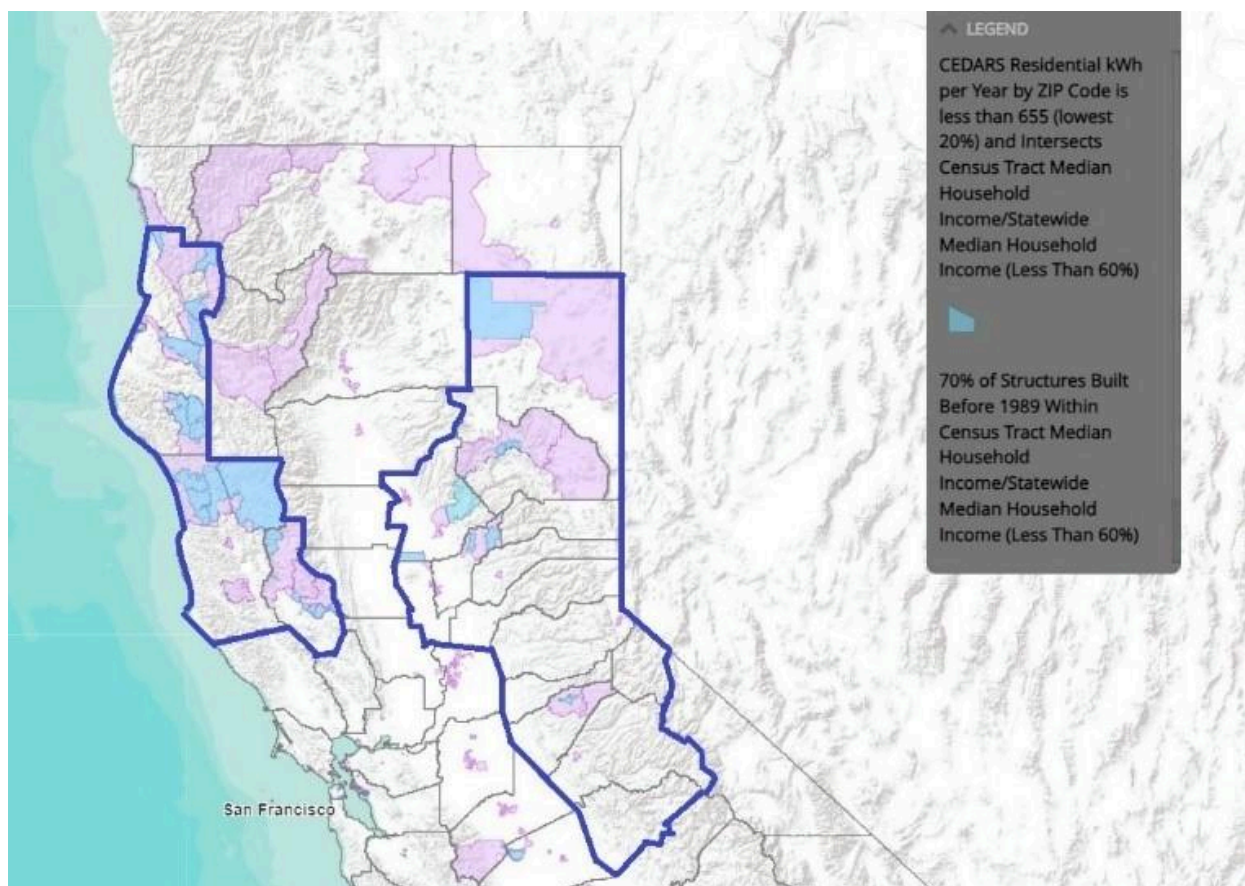 LEGEND
CEDARS Residential kWh
per Year by ZIP Code is
less than 655 (lowest
20%) and Intersects
Census Tract Median
Household
Income/Statewide
Median Household
Income (Less Than 60%)
70% of Structures Built
Before 1989 Within
Census Tract Median
Household
Income/Statewide
Median Household
Income (Less Than 60%)
San Francisco